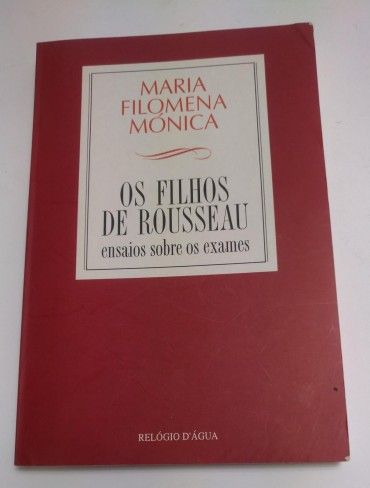 MARIA
FILOMENA
MÓNICA
OS FILHOS
DE ROUSSEAU
ensaios sobre os exames
RELÓGIO D'ÁGUA